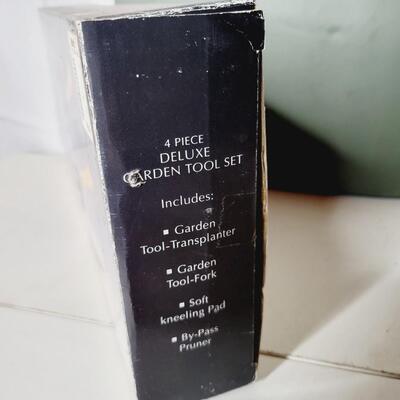 4 PIECE
DELUXE
GARDEN TOOL SET
Includes:
▪ Garden
Tool-Transplanter
▪ Garden
Tool-Fork
▪ Soft
kneeling Pad
▪ By-Pass
Pruner